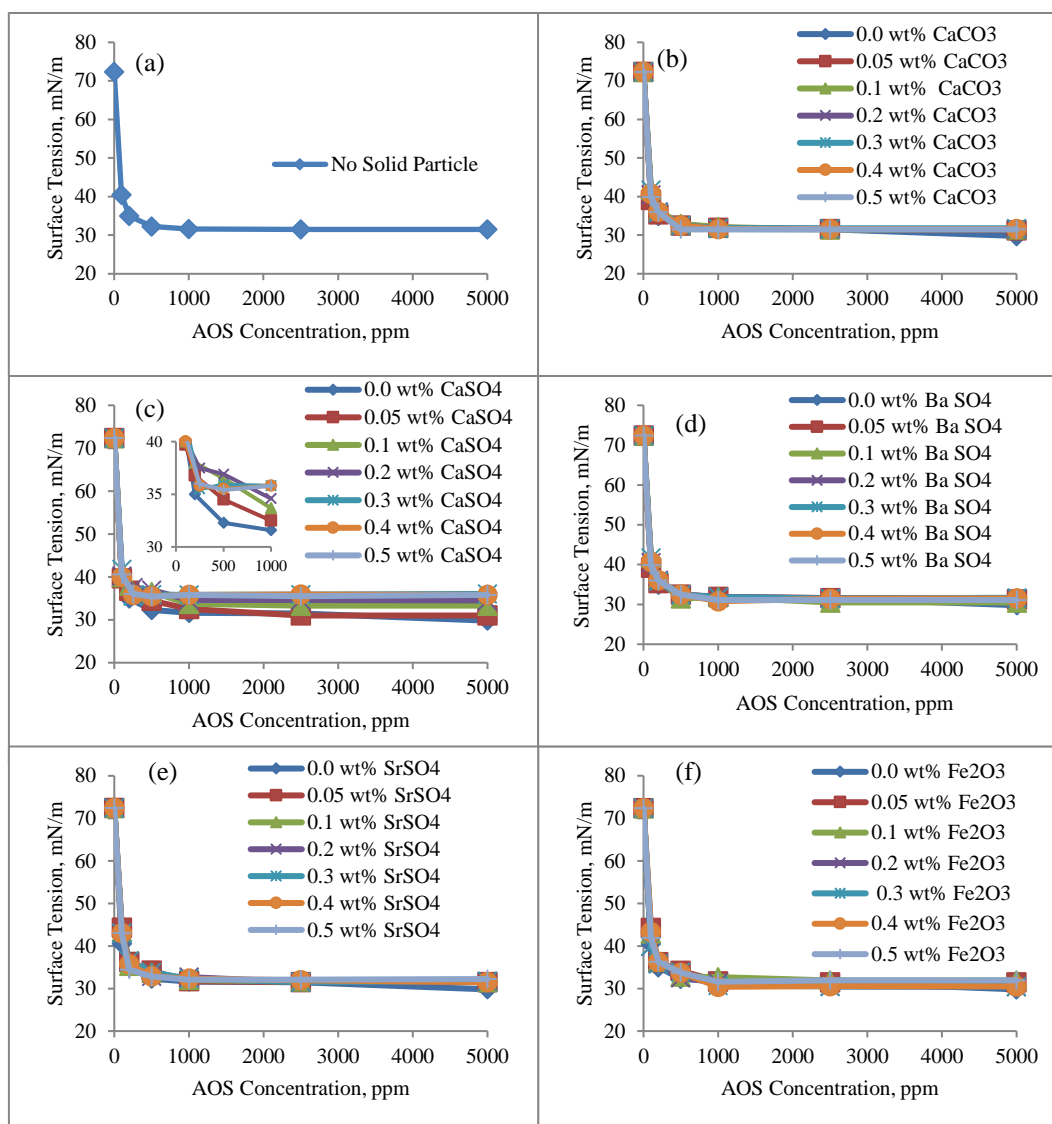 (a)
Surface Tension, mN/m
80
70
60
50
40
30
20
No Solid Particle
0 1000 2000 3000 4000 5000
AOS Concentration, ppm
(b)
Surface Tension, mN/m
80
70
60
50
40
30
20
0.0 wt% CaCO3
0.05 wt% CaCO3
0.1 wt% CaCO3
0.2 wt% CaCO3
0.3 wt% CaCO3
0.4 wt% CaCO3
0.5 wt% CaCO3
0 1000 2000 3000 4000 5000
AOS Concentration, ppm
(c)
Surface Tension, mN/m
80
70
60
50
40
30
20
40
35
30
0 500 1000
0.0 wt% CaSO4
0.05 wt% CaSO4
0.1 wt% CaSO4
0.2 wt% CaSO4
0.3 wt% CaSO4
0.4 wt% CaSO4
0.5 wt% CaSO4
0 1000 2000 3000 4000 5000
AOS Concentration, ppm
(d)
Surface Tension, mN/m
80
70
60
50
40
30
20
0.0 wt% Ba SO4
0.05 wt% Ba SO4
0.1 wt% Ba SO4
0.2 wt% Ba SO4
0.3 wt% Ba SO4
0.4 wt% Ba SO4
0.5 wt% Ba SO4
0 1000 2000 3000 4000 5000
AOS Concentration, ppm
(e)
Surface Tension, mN/m
80
70
60
50
40
30
20
0.0 wt% SrSO4
0.05 wt% SrSO4
0.1 wt% SrSO4
0.2 wt% SrSO4
0.3 wt% SrSO4
0.4 wt% SrSO4
0.5 wt% SrSO4
0 1000 2000 3000 4000 5000
AOS Concentration, ppm
(f)
Surface Tension, mN/m
80
70
60
50
40
30
20
0.0 wt% Fe2O3
0.05 wt% Fe2O3
0.1 wt% Fe2O3
0.2 wt% Fe2O3
0.3 wt% Fe2O3
0.4 wt% Fe2O3
0.5 wt% Fe2O3
0 1000 2000 3000 4000 5000
AOS Concentration, ppm